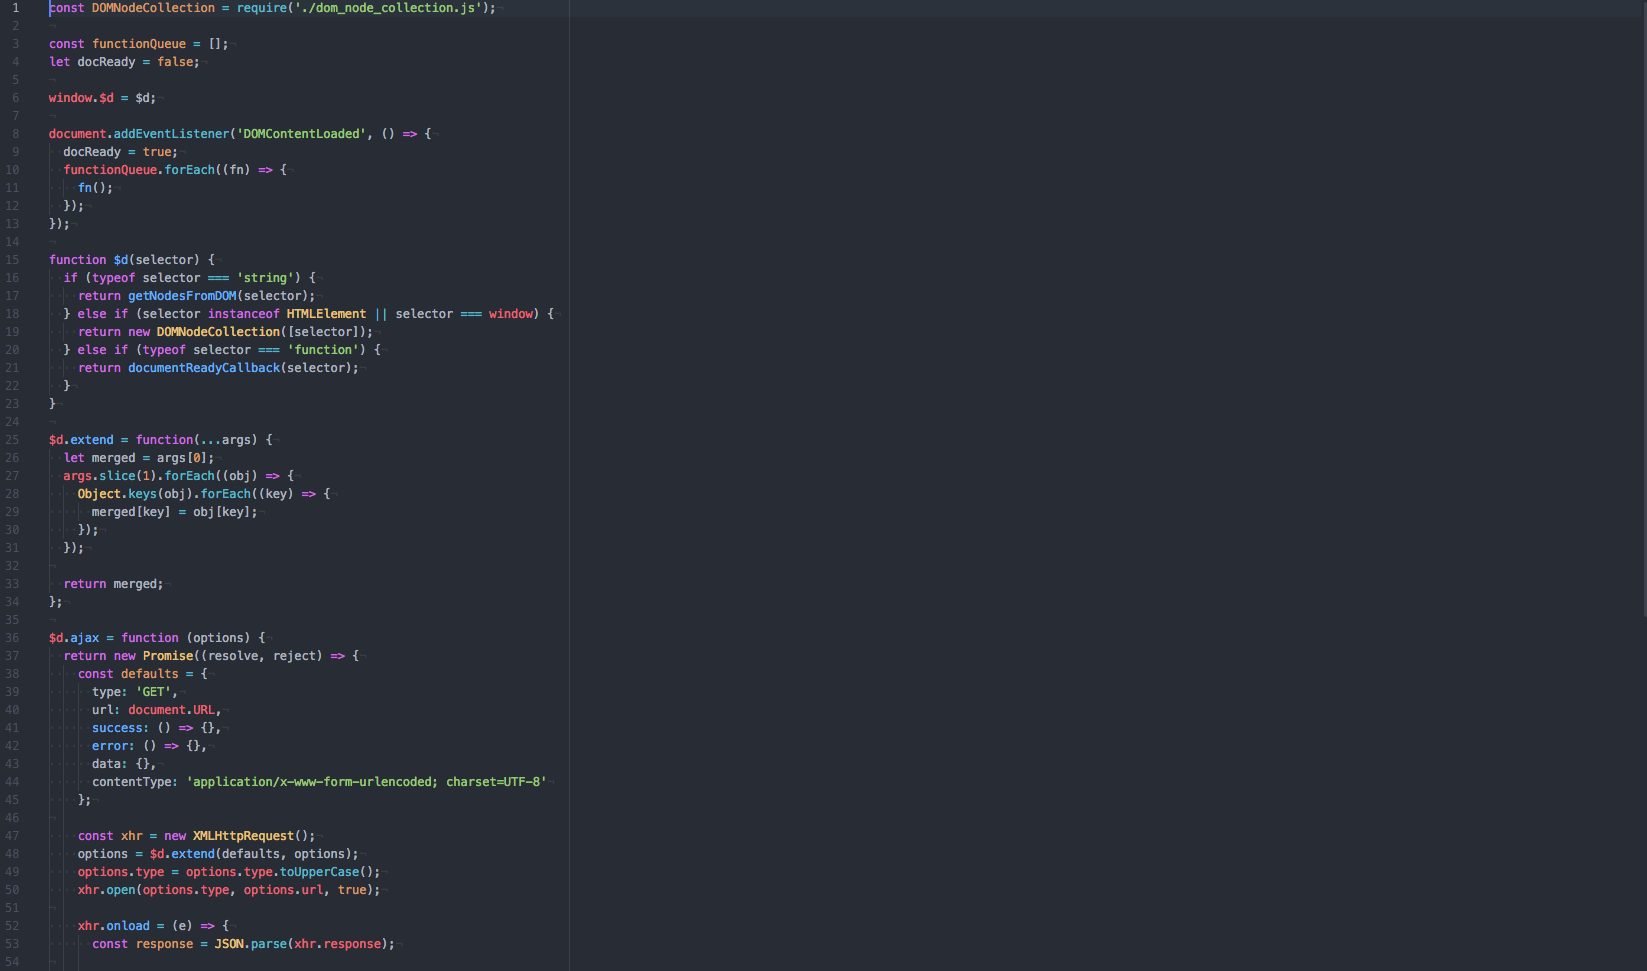 1 const DOMNodeCollection = require('./dom_node_collection.js');
2
3 const functionQueue = [];
4 let docReady = false;
5
6 window.$d = $d;
7
8 document.addEventListener('DOMContentLoaded', () => {
9   docReady = true;
10   functionQueue.forEach((fn) => {
11     fn();
12   });
13 });
14
15 function $d(selector) {
16   if (typeof selector === 'string') {
17     return getNodesFromDOM(selector);
18   } else if (selector instanceof HTMLElement || selector === window) {
19     return new DOMNodeCollection([selector]);
20   } else if (typeof selector === 'function') {
21     return documentReadyCallback(selector);
22   }
23 }
24
25 $d.extend = function(...args) {
26   let merged = args[0];
27   args.slice(1).forEach((obj) => {
28     Object.keys(obj).forEach((key) => {
29       merged[key] = obj[key];
30     });
31   });
32
33   return merged;
34 };
35
36 $d.ajax = function (options) {
37   return new Promise((resolve, reject) => {
38     const defaults = {
39       type: 'GET',
40       url: document.URL,
41       success: () => {},
42       error: () => {},
43       data: {},
44       contentType: 'application/x-www-form-urlencoded; charset=UTF-8'
45     };
46
47     const xhr = new XMLHttpRequest();
48     options = $d.extend(defaults, options);
49     options.type = options.type.toUpperCase();
50     xhr.open(options.type, options.url, true);
51
52     xhr.onload = (e) => {
53       const response = JSON.parse(xhr.response);
54